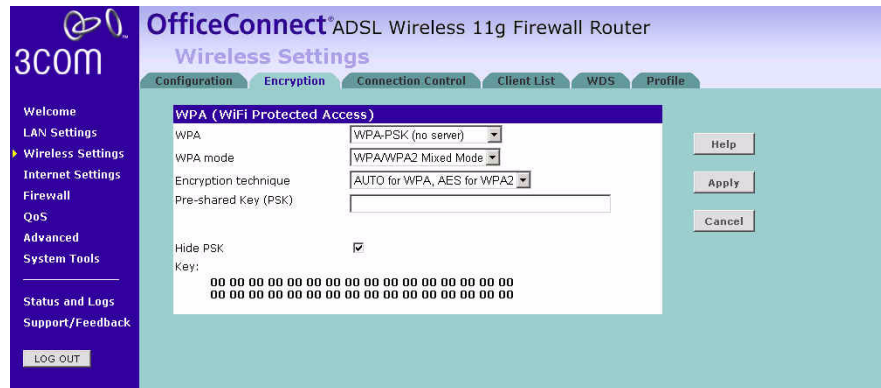 3COM
OfficeConnect® ADSL Wireless 11g Firewall Router
Wireless Settings
Configuration Encryption Connection Control Client List WDS Profile
Welcome
LAN Settings
Wireless Settings
Internet Settings
Firewall
QoS
Advanced
System Tools
Status and Logs
Support/Feedback
LOG OUT
WPA (WiFi Protected Access)
WPA WPA-PSK (no server)
WPA mode WPA/WPA2 Mixed Mode
Encryption technique AUTO for WPA, AES for WPA2
Pre-shared Key (PSK)
Hide PSK
Key:
00 00 00 00 00 00 00 00 00 00 00 00 00 00 00 00
00 00 00 00 00 00 00 00 00 00 00 00 00 00 00 00
Help
Apply
Cancel